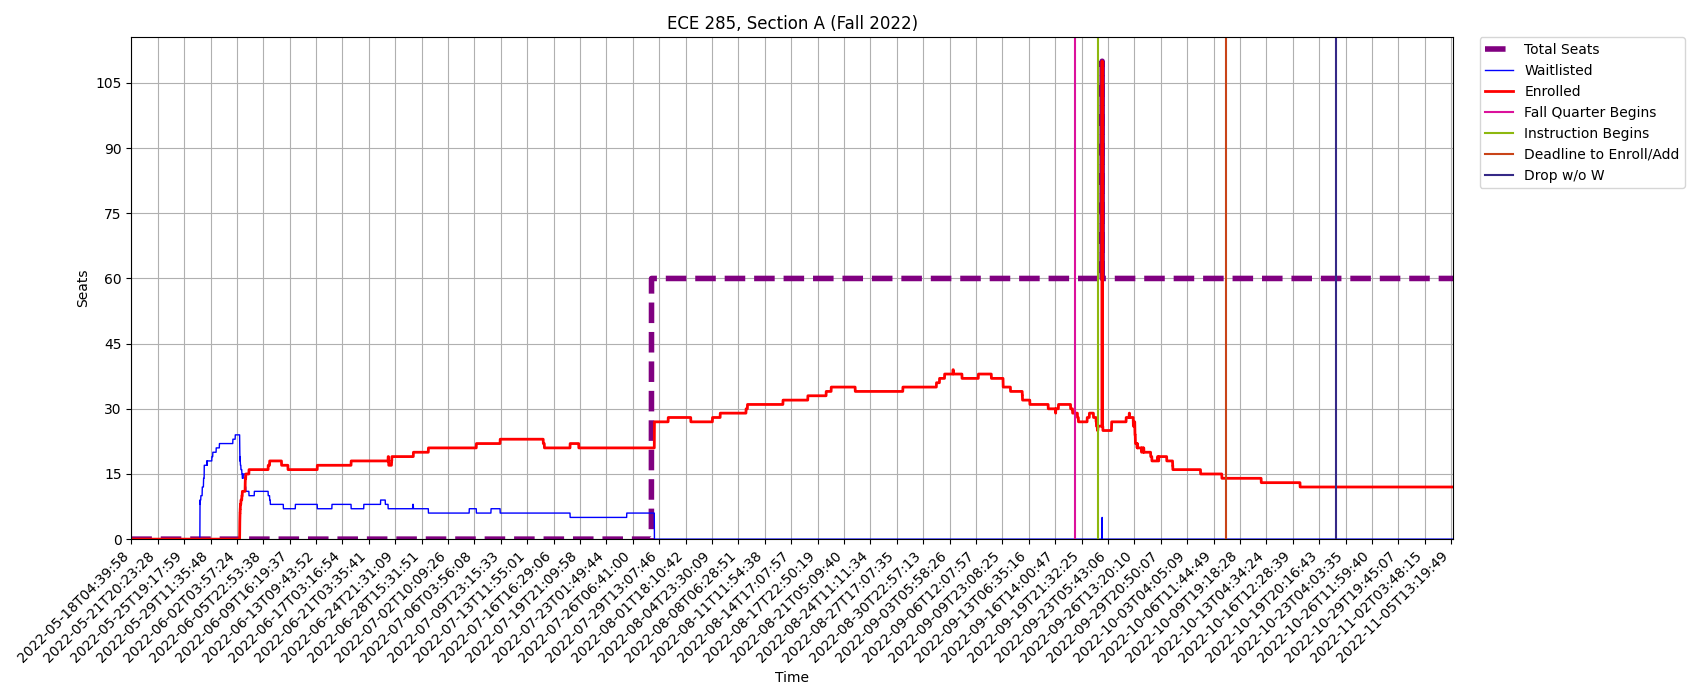 ECE 285, Section A (Fall 2022)
Total Seats
Waitlisted
Enrolled
Fall Quarter Begins
Instruction Begins
Deadline to Enroll/Add
Drop w/o W
Seats
105
90
75
60
45
30
15
0
2022-05-18T04:39:58
2022-05-21T20:23:28
2022-05-25T19:17:59
2022-05-29T11:35:48
2022-06-02T03:57:24
2022-06-05T22:53:38
2022-06-09T16:19:37
2022-06-13T09:43:52
2022-06-17T03:16:54
2022-06-21T03:35:41
2022-06-24T21:31:09
2022-06-28T15:31:51
2022-07-02T10:09:26
2022-07-06T03:56:08
2022-07-09T23:15:33
2022-07-13T11:55:01
2022-07-16T16:29:06
2022-07-19T21:09:58
2022-07-23T01:49:44
2022-07-26T06:41:00
2022-07-29T13:07:46
2022-08-01T18:10:42
2022-08-04T23:30:09
2022-08-08T06:28:51
2022-08-11T11:54:38
2022-08-14T17:07:57
2022-08-17T22:50:19
2022-08-21T05:09:40
2022-08-24T11:11:34
2022-08-27T17:07:35
2022-08-30T22:57:13
2022-09-03T05:58:26
2022-09-06T12:07:57
2022-09-09T23:08:25
2022-09-13T06:35:16
2022-09-16T14:00:47
2022-09-19T21:32:25
2022-09-23T05:43:06
2022-09-26T13:20:10
2022-09-29T20:50:07
2022-10-03T04:05:09
2022-10-06T11:44:49
2022-10-09T19:18:28
2022-10-13T04:34:24
2022-10-16T12:28:39
2022-10-19T20:16:43
2022-10-23T04:03:35
2022-10-26T11:59:40
2022-10-29T19:45:07
2022-11-02T03:48:15
2022-11-05T13:19:49
Time